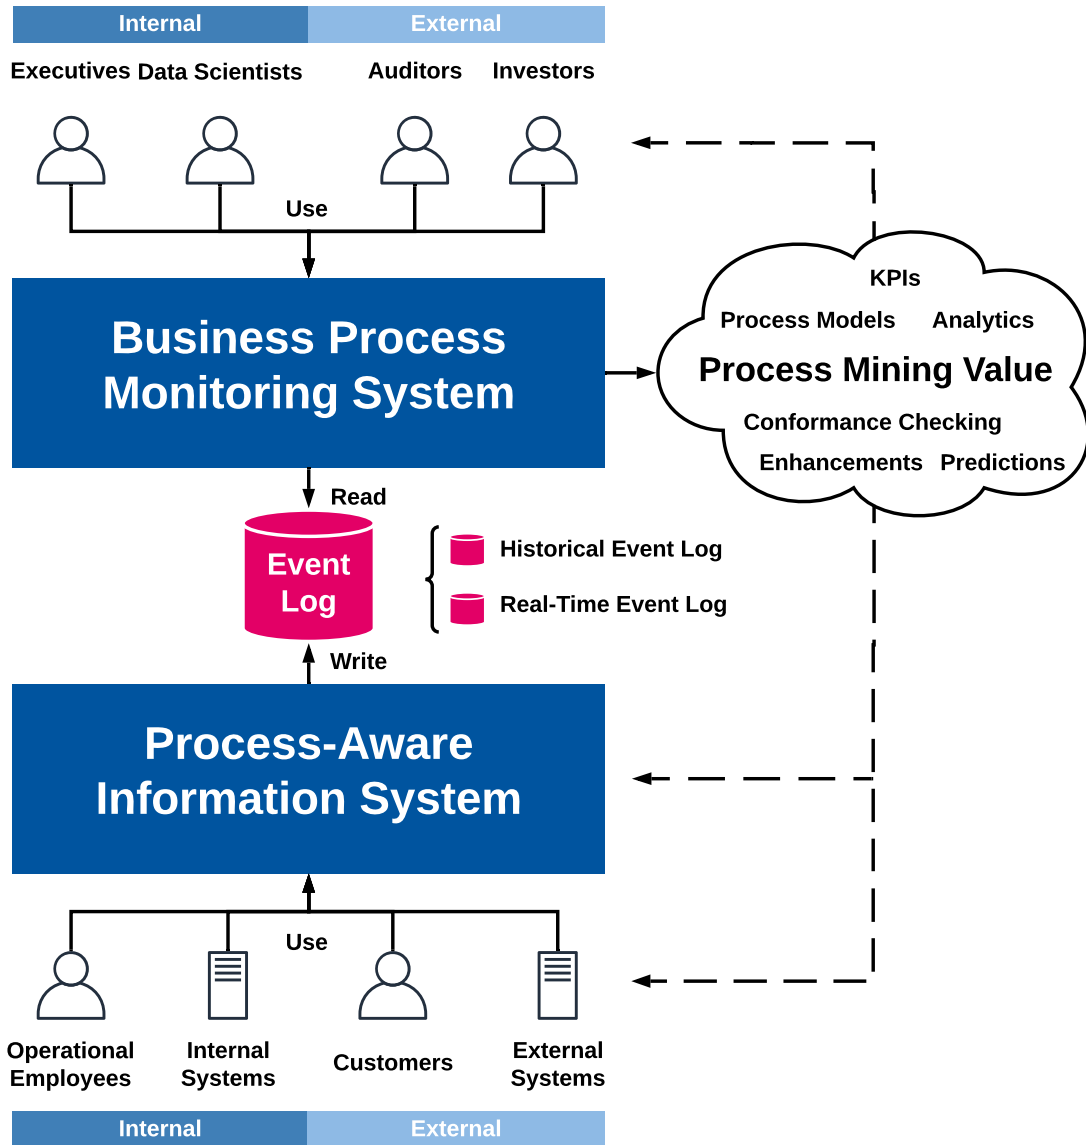 Internal External
Executives Data Scientists Auditors Investors
Use
Business Process
Monitoring System
KPIs
Process Models Analytics
Process Mining Value
Conformance Checking
Enhancements Predictions
Read
Event
Log
Historical Event Log
Real-Time Event Log
Write
Process-Aware
Information System
Use
Operational
Employees
Internal
Systems
Customers
External
Systems
Internal External